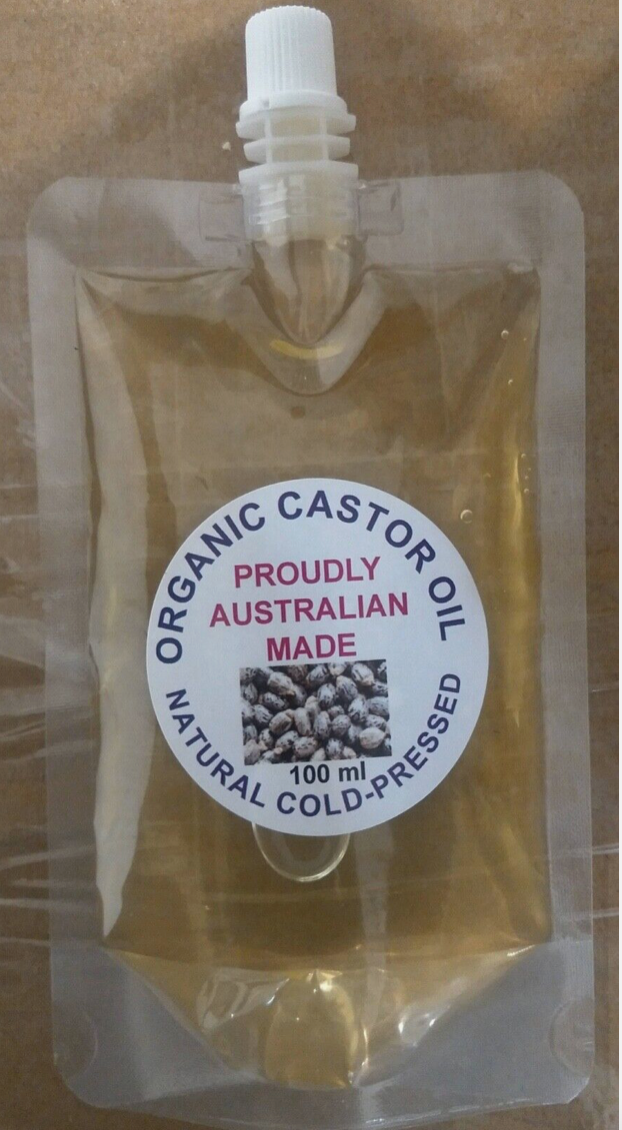 ORGANIC CASTOR OIL
PROUDLY
AUSTRALIAN
MADE
100 ml
NATURAL COLD-PRESSED